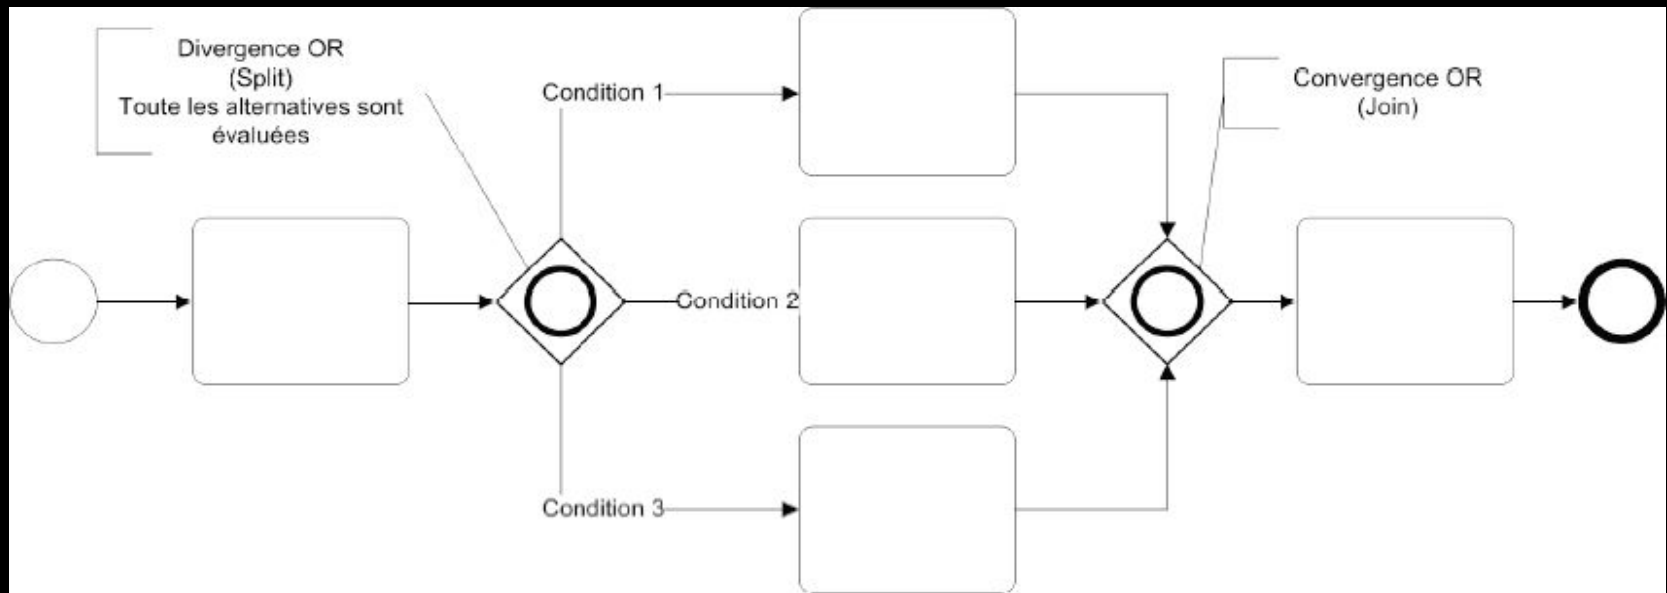 Divergence OR
(Split)
Toute les alternatives sont
évaluées
Condition 1
Convergence OR
(Join)
Condition 2
Condition 3